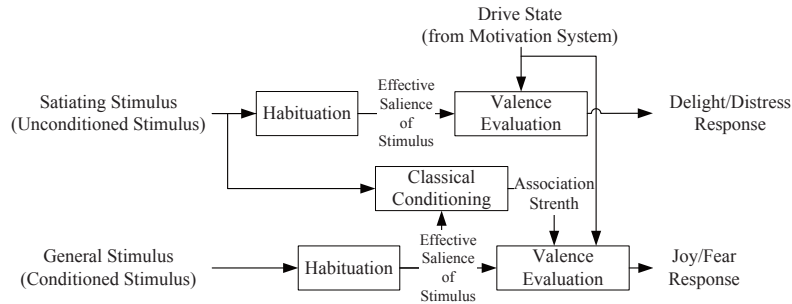 Drive State
(from Motivation System)
Satiating Stimulus
(Unconditioned Stimulus)
Habituation
Effective
Salience
of
Stimulus
Valence
Evaluation
Delight/Distress
Response
Classical
Conditioning
Association
Strenth
General Stimulus
(Conditioned Stimulus)
Habituation
Effective
Salience
of
Stimulus
Valence
Evaluation
Joy/Fear
Response